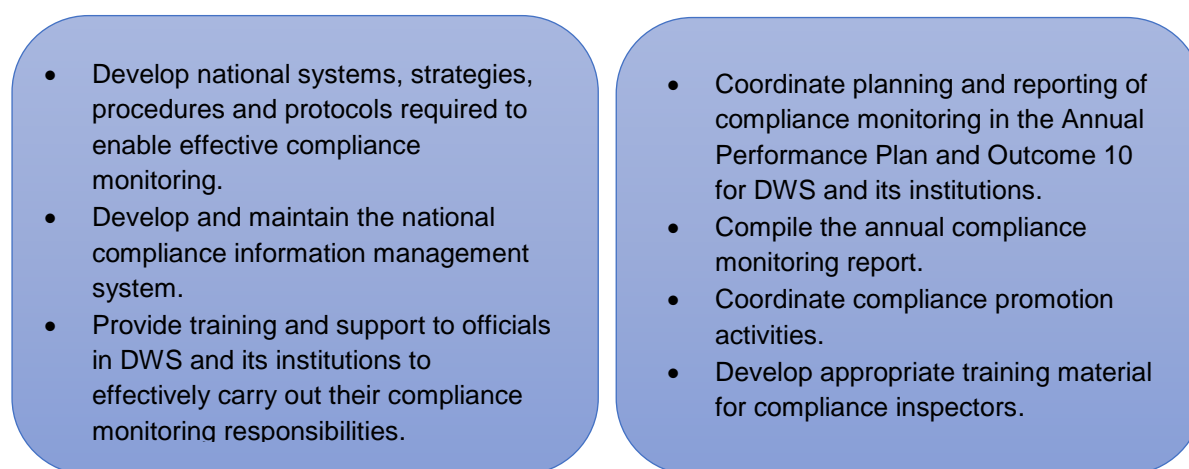 • Develop national systems, strategies,
procedures and protocols required to
enable effective compliance
monitoring.
• Develop and maintain the national
compliance information management
system.
• Provide training and support to officials
in DWS and its institutions to
effectively carry out their compliance
monitoring responsibilities.
• Coordinate planning and reporting of
compliance monitoring in the Annual
Performance Plan and Outcome 10
for DWS and its institutions.
• Compile the annual compliance
monitoring report.
• Coordinate compliance promotion
activities.
• Develop appropriate training material
for compliance inspectors.